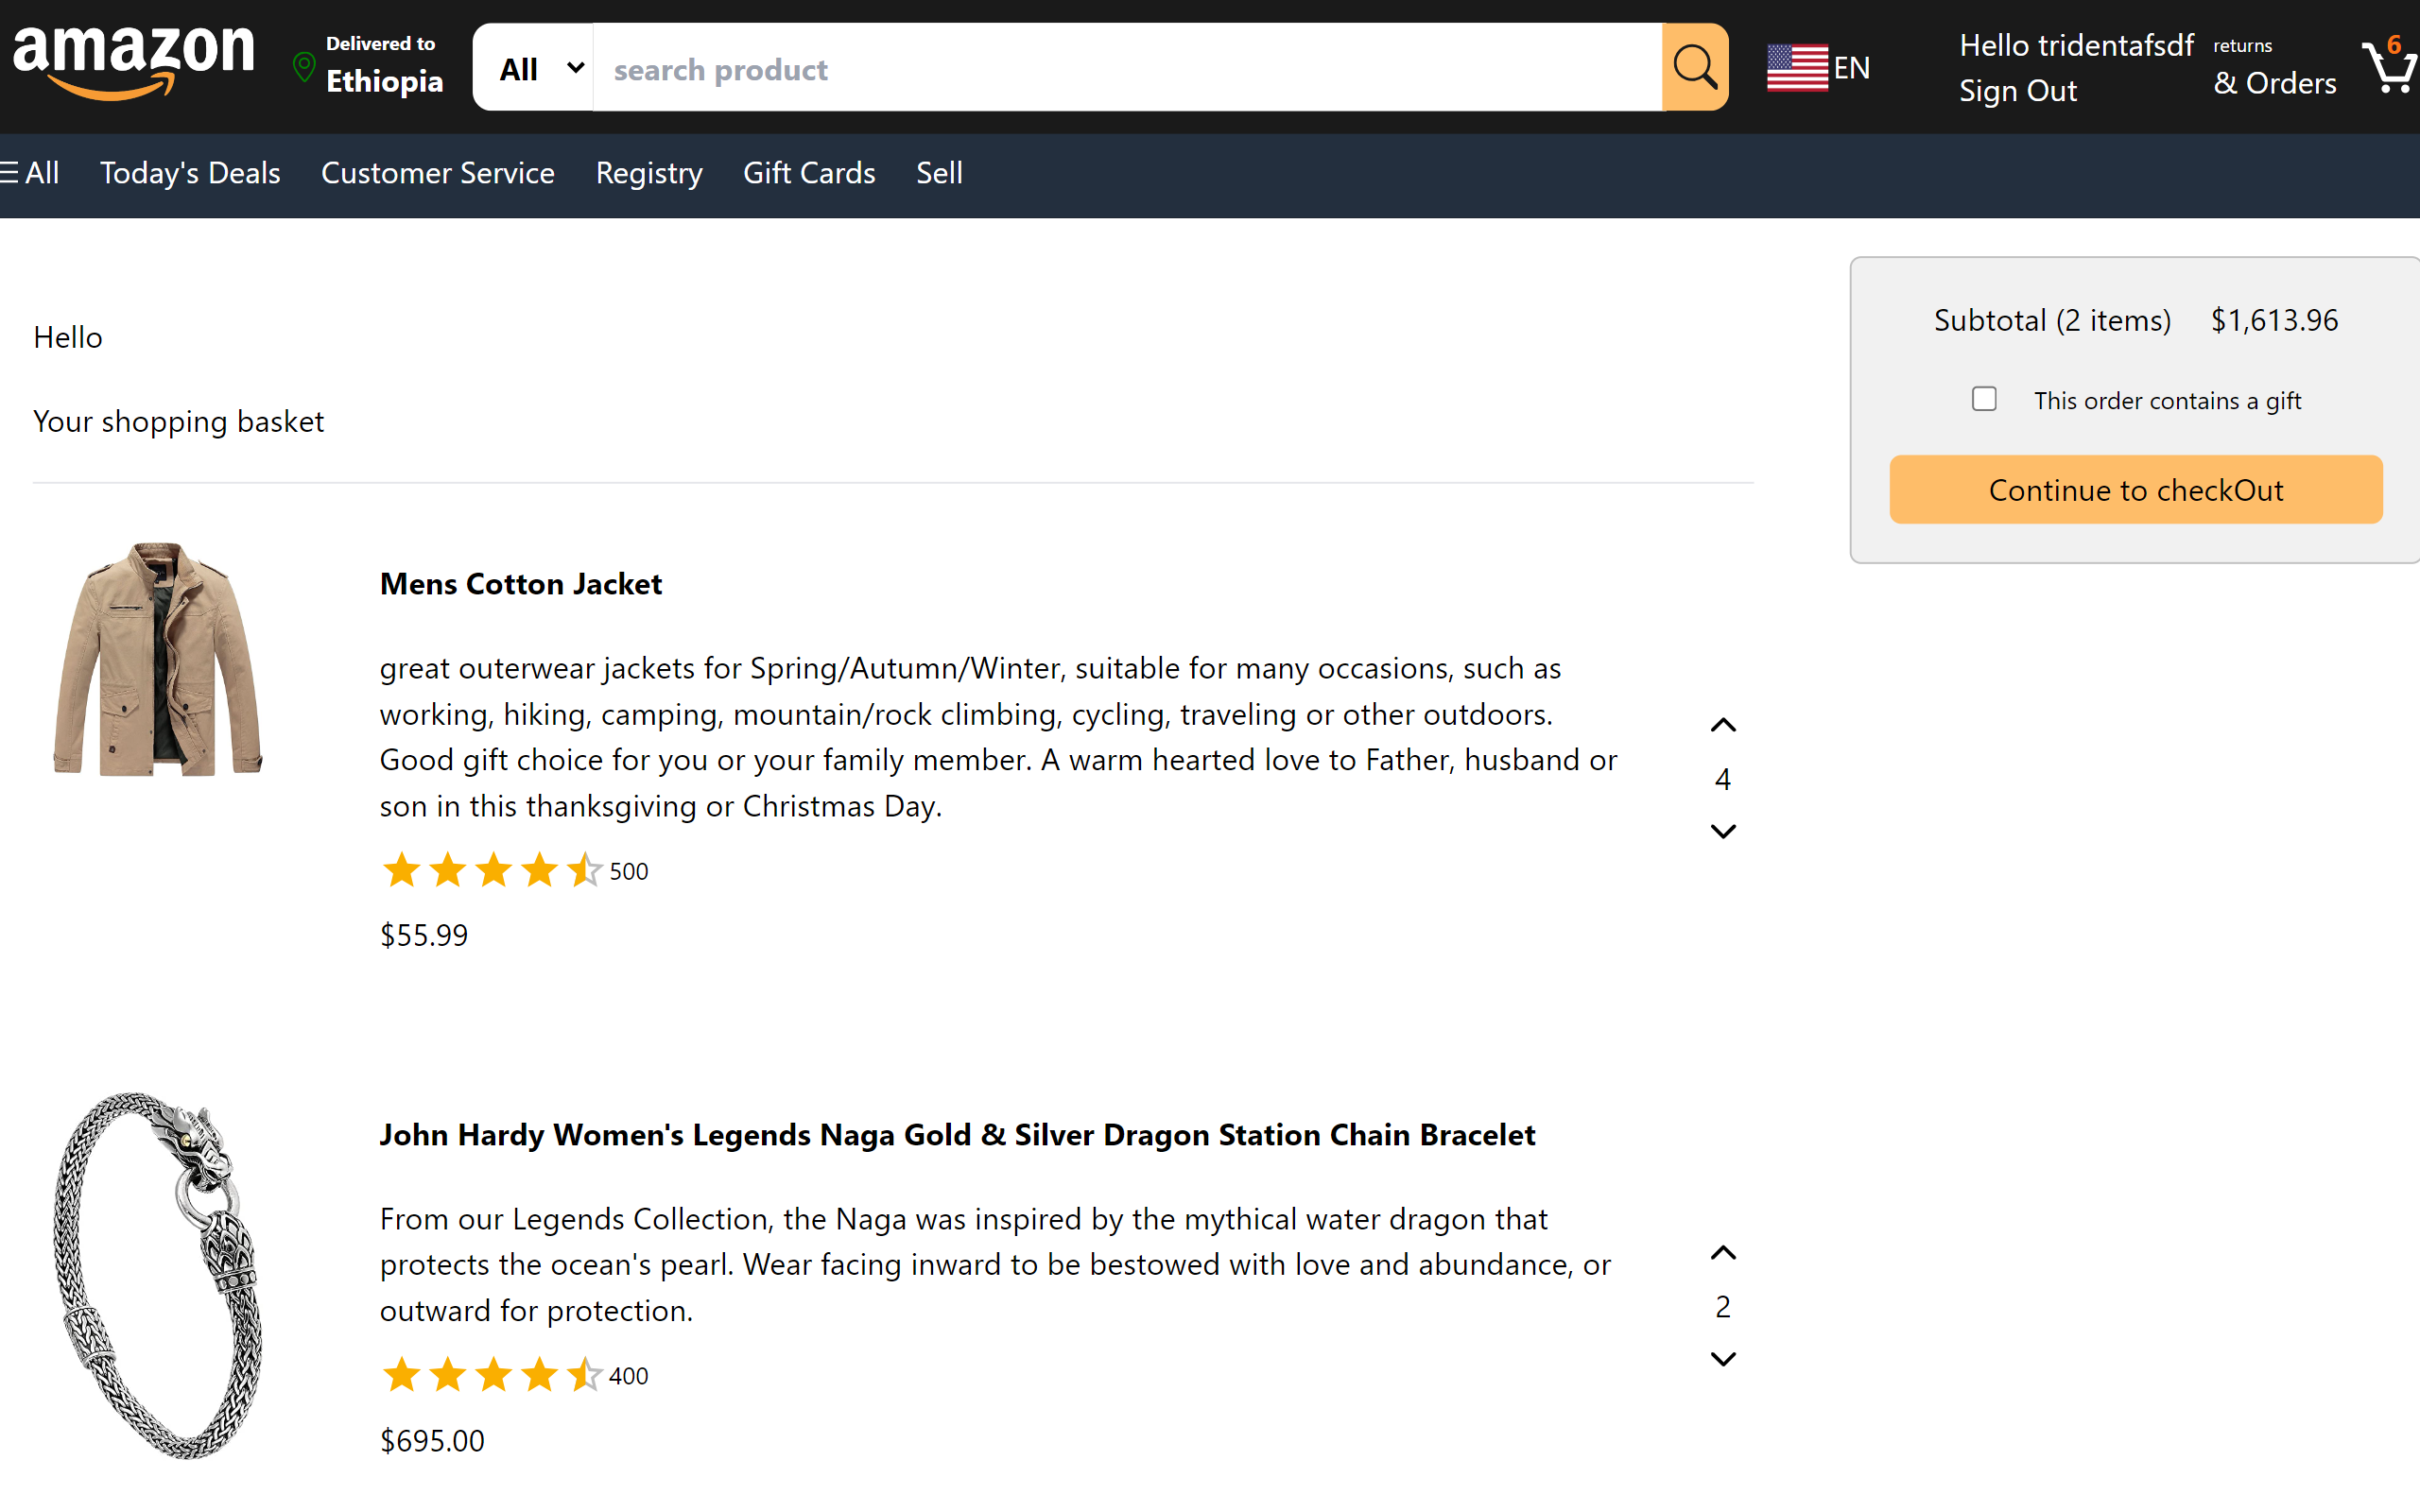 amazon
Delivered to
Ethiopia
All
search product
EN
Hello tridentafsdf
Sign Out
returns
& Orders
6
All
Today's Deals
Customer Service
Registry
Gift Cards
Sell
Hello
Your shopping basket
Subtotal (2 items) $1,613.96
This order contains a gift
Continue to checkOut
Mens Cotton Jacket
great outerwear jackets for Spring/Autumn/Winter, suitable for many occasions, such as
working, hiking, camping, mountain/rock climbing, cycling, traveling or other outdoors.
Good gift choice for you or your family member. A warm hearted love to Father, husband or
son in this thanksgiving or Christmas Day.
500
$55.99
4
John Hardy Women's Legends Naga Gold & Silver Dragon Station Chain Bracelet
From our Legends Collection, the Naga was inspired by the mythical water dragon that
protects the ocean's pearl. Wear facing inward to be bestowed with love and abundance, or
outward for protection.
400
$695.00
2